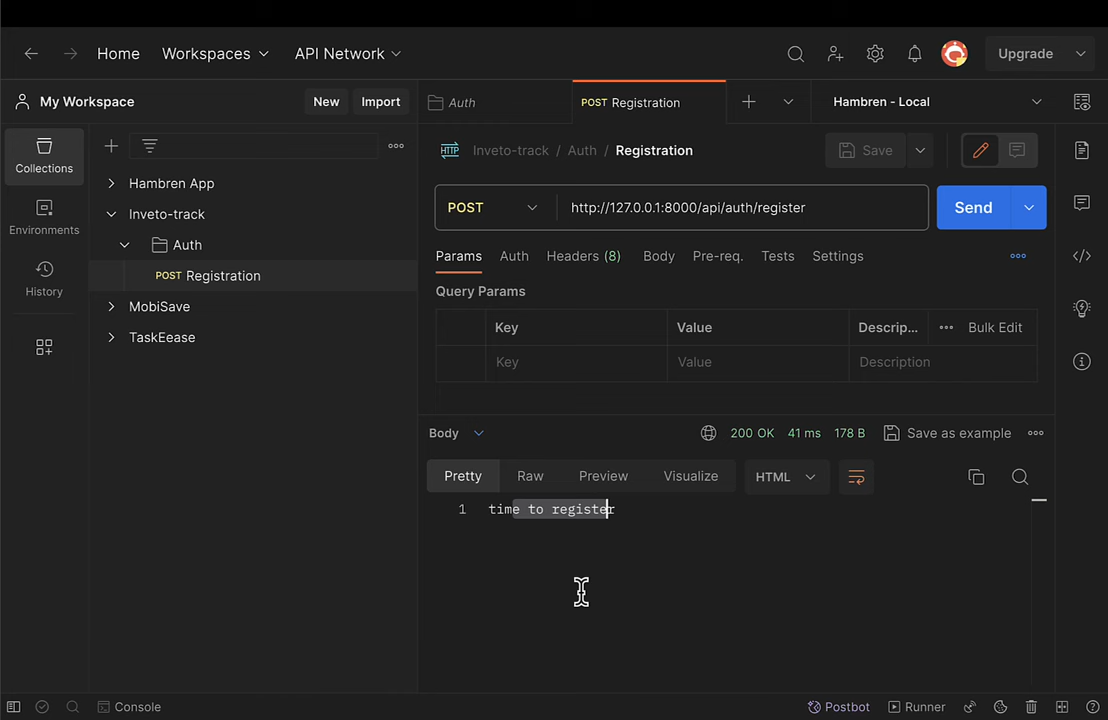 Home Workspaces API Network Upgrade
My Workspace New Import Auth POST Registration Hambren - Local
Collections
Environments
History
Hambren App
Inveto-track
Auth
POST Registration
MobiSave
TaskEease
HTTP Inveto-track / Auth / Registration Save
POST http://127.0.0.1:8000/api/auth/register Send
Params Auth Headers (8) Body Pre-req. Tests Settings
Query Params
Key Value Descrip... Bulk Edit
Key Value Description
Body 200 OK 41 ms 178 B Save as example
Pretty Raw Preview Visualize HTML
1 time to register
Console Postbot Runner